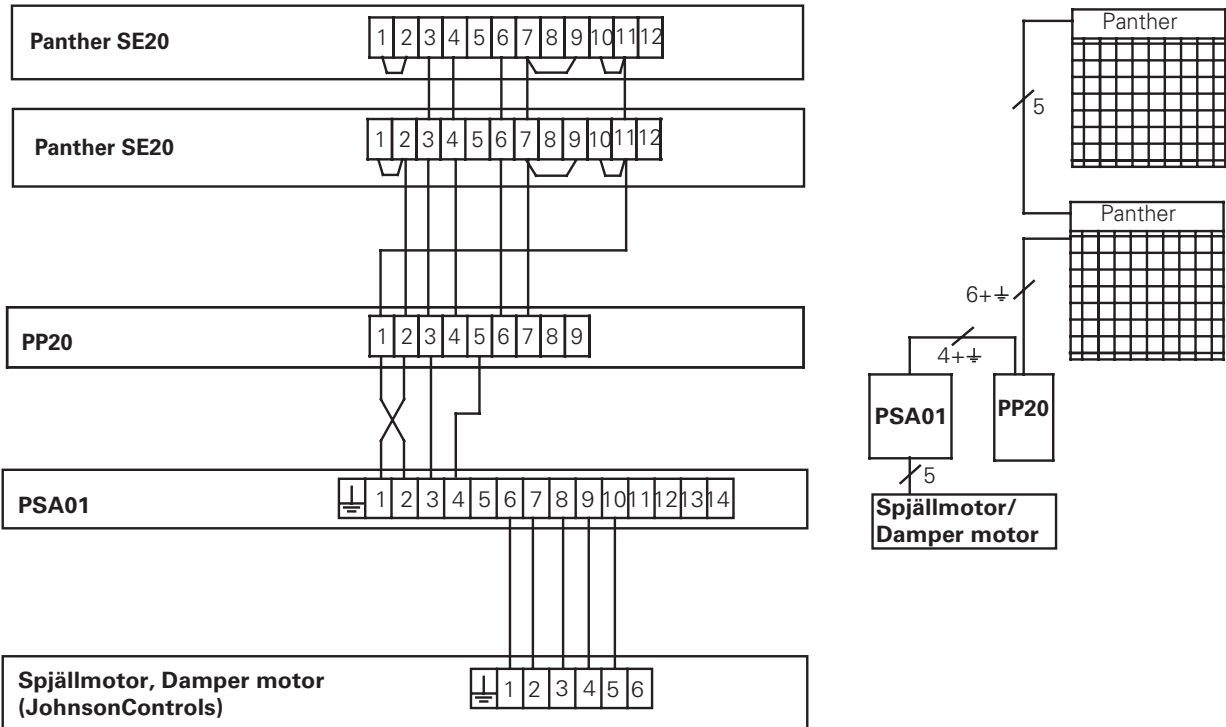 Panther SE20 1 2 3 4 5 6 7 8 9 10 11 12
Panther SE20 1 2 3 4 5 6 7 8 9 10 11 12
PP20 1 2 3 4 5 6 7 8 9
PSA01 1 2 3 4 5 6 7 8 9 10 11 12 13 14
Spjällmotor, Damper motor
(JohnsonControls)
1 2 3 4 5 6
Panther
5
Panther
6+
4+
PSA01
PP20
5
Spjällmotor/
Damper motor